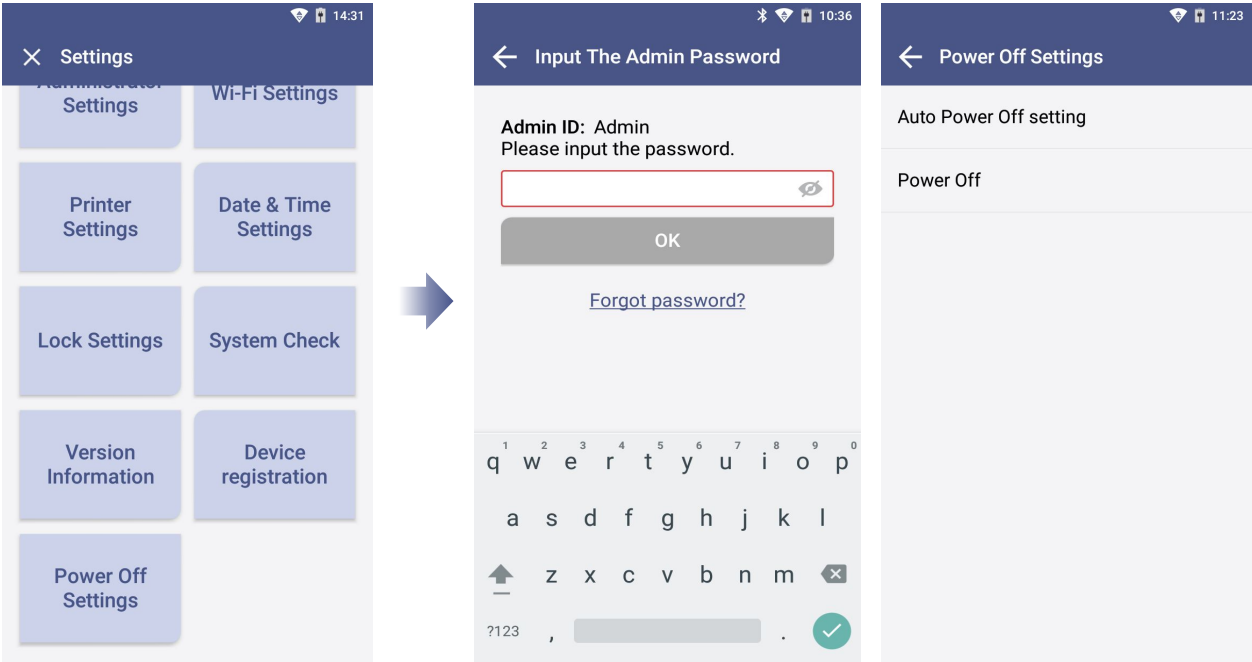 14:31
Settings
Administrator
Settings
Wi-Fi Settings
Printer
Settings
Date & Time
Settings
Lock Settings
System Check
Version
Information
Device
registration
Power Off
Settings
10:36
Input The Admin Password
Admin ID: Admin
Please input the password.
OK
Forgot password?
1 2 3 4 5 6 7 8 9 0
q w e r t y u i o p
a s d f g h j k l
z x c v b n m
?123 , .
11:23
Power Off Settings
Auto Power Off setting
Power Off